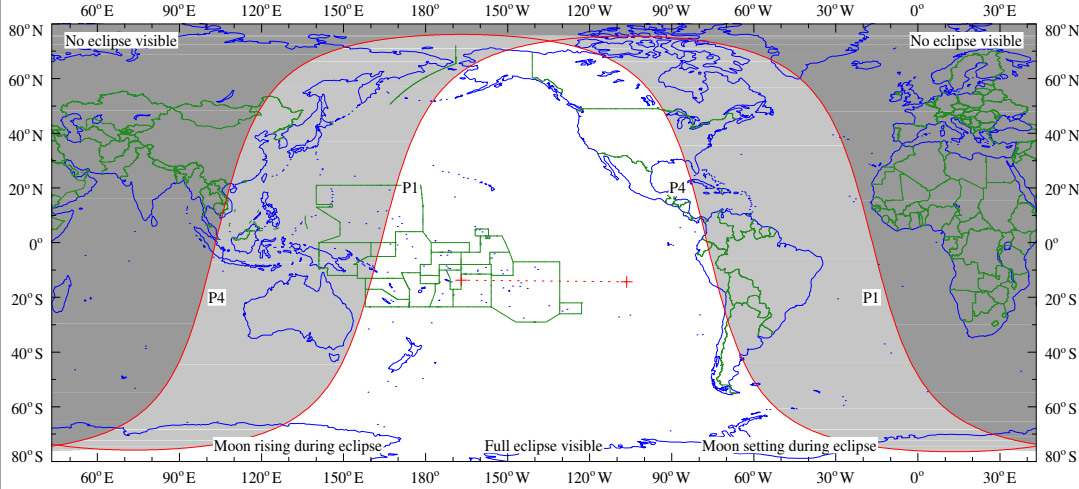 60° E 90° E 120° E 150° E 180° 150° W 120° W 90° W 60° W 30° W 0° 30° E
80° N 80° N
No eclipse visible No eclipse visible
60° N 60° N
40° N 40° N
20° N P1 P4 20° N
0° 0°
20° S P4 P1 20° S
40° S 40° S
60° S 60° S
Moon rising during eclipse Full eclipse visible Moon setting during eclipse
80° S 80° S
60° E 90° E 120° E 150° E 180° 150° W 120° W 90° W 60° W 30° W 0° 30° E